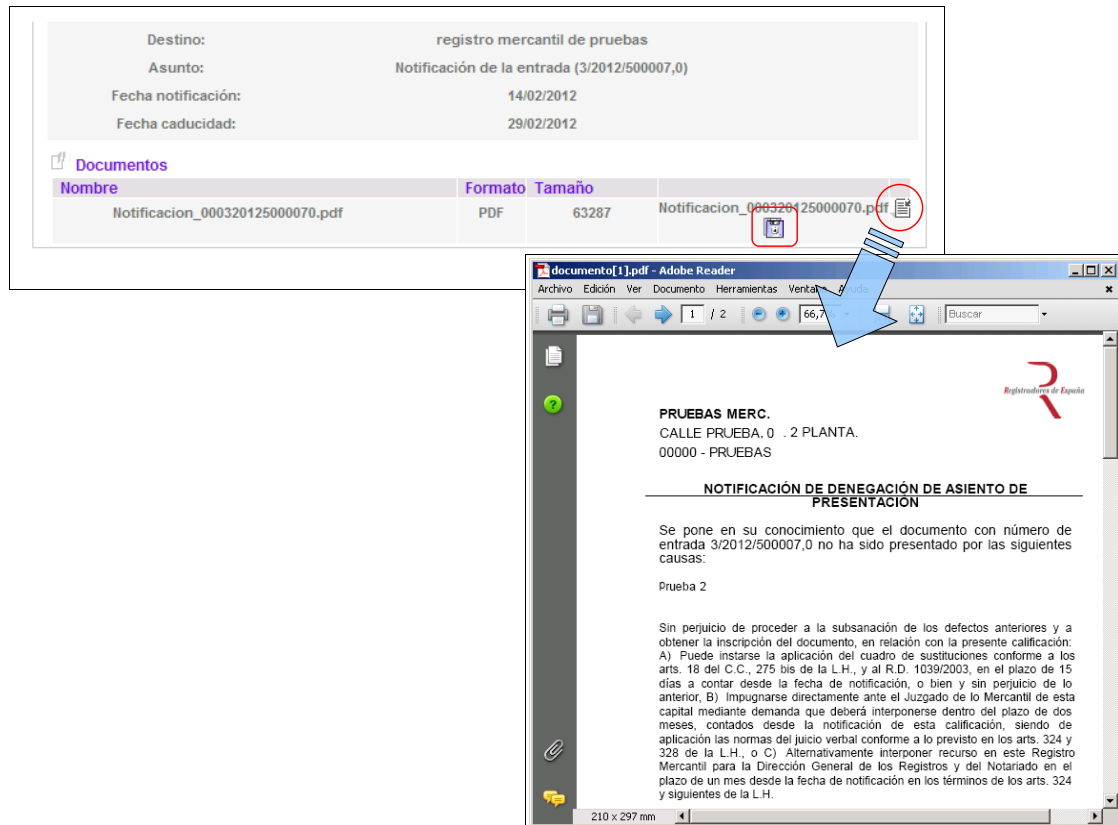 Destino: registro mercantil de pruebas
Asunto: Notificación de la entrada (3/2012/500007,0)
Fecha notificación: 14/02/2012
Fecha caducidad: 29/02/2012
Documentos
Nombre Formato Tamaño
Notificacion_000320125000070.pdf PDF 63287 Notificacion_000320125000070.pdf
documento[1].pdf - Adobe Reader
Archivo Edición Ver Documento Herramientas Ventana Ayuda
1 / 2 66,7% Buscar
Registradores de España
PRUEBAS MERC.
CALLE PRUEBA, 0 . 2 PLANTA.
00000 - PRUEBAS
NOTIFICACIÓN DE DENEGACIÓN DE ASIENTO DE
PRESENTACIÓN
Se pone en su conocimiento que el documento con número de
entrada 3/2012/500007,0 no ha sido presentado por las siguientes
causas:
Prueba 2
Sin perjuicio de proceder a la subsanación de los defectos anteriores y a
obtener la inscripción del documento, en relación con la presente calificación:
A) Puede instarse la aplicación del cuadro de sustituciones conforme a los
arts. 18 del C.C., 275 bis de la L.H., y al R.D. 1039/2003, en el plazo de 15
días a contar desde la fecha de notificación, o bien y sin perjuicio de lo
anterior, B) Impugnarse directamente ante el Juzgado de lo Mercantil de esta
capital mediante demanda que deberá interponerse dentro del plazo de dos
meses, contados desde la notificación de esta calificación, siendo de
aplicación las normas del juicio verbal conforme a lo previsto en los arts. 324 y
328 de la L.H., o C) Alternativamente interponer recurso en este Registro
Mercantil para la Dirección General de los Registros y del Notariado en el
plazo de un mes desde la fecha de notificación en los términos de los arts. 324
y siguientes de la L.H.
210 x 297 mm